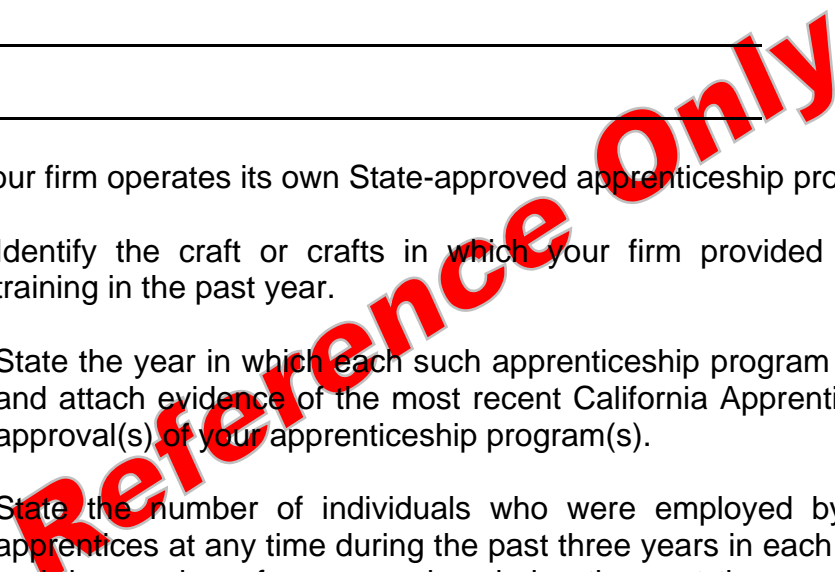 our firm operates its own State-approved apprenticeship pro
Identify the craft or crafts in which your firm provided
training in the past year.
State the year in which each such apprenticeship program
and attach evidence of the most recent California Apprenti
approval(s) of your apprenticeship program(s).
State the number of individuals who were employed by
apprentices at any time during the past three years in each
Reference Only